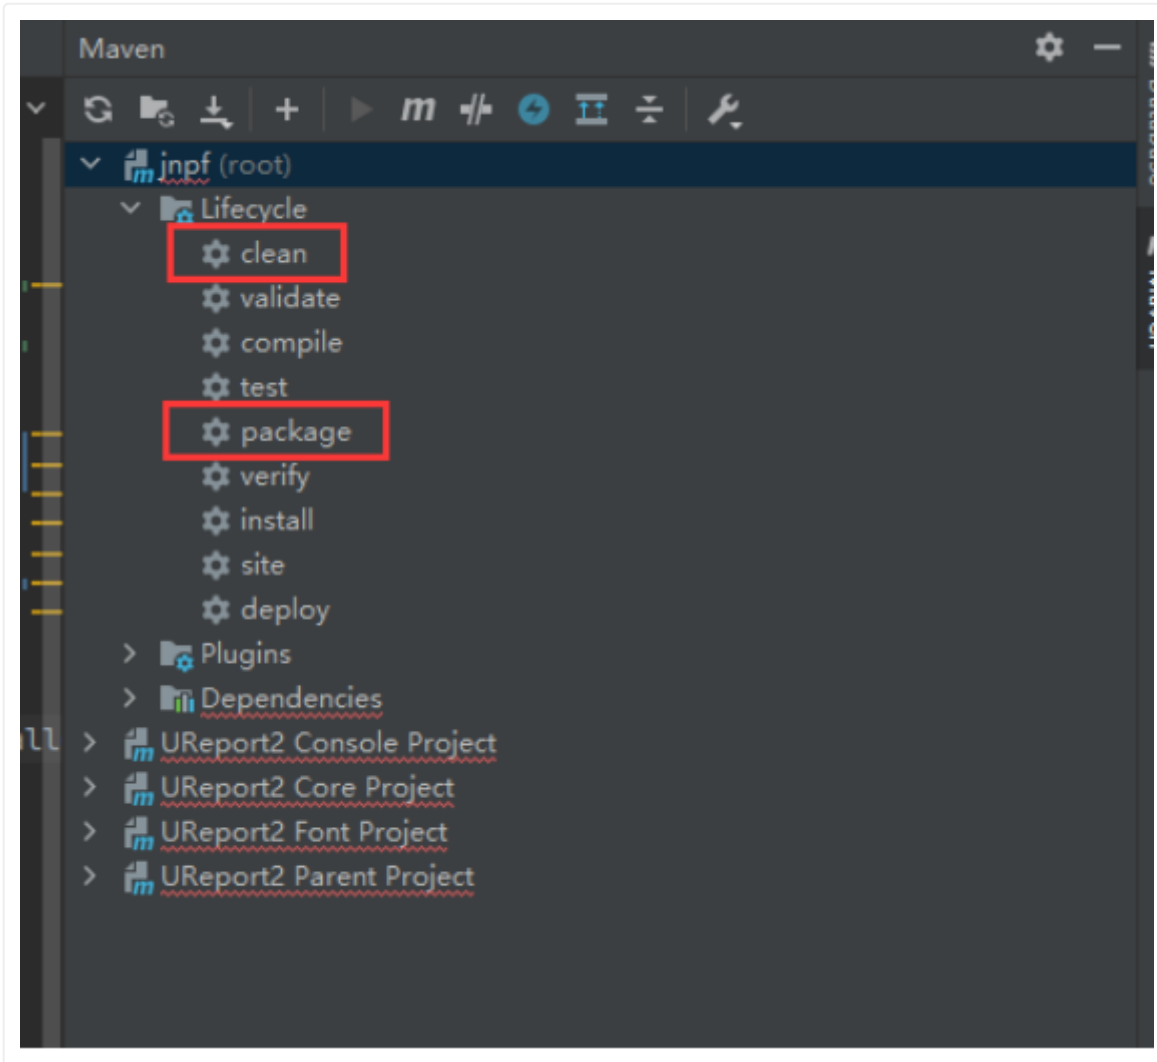 Maven
m
jnpf (root)
Lifecycle
clean
validate
compile
test
package
verify
install
site
deploy
Plugins
Dependencies
ll
UReport2 Console Project
UReport2 Core Project
UReport2 Font Project
UReport2 Parent Project